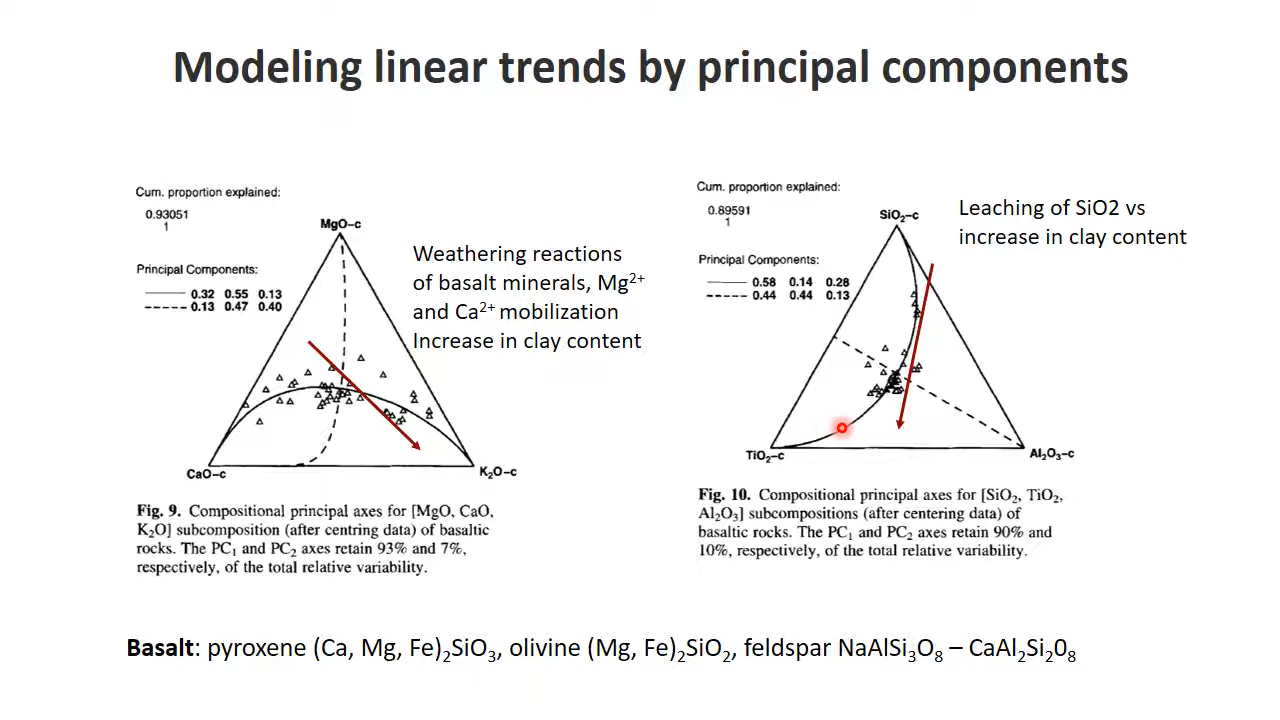 Modeling linear trends by principal components
Cum. proportion explained:
0.93051
1
MgO–c
Principal Components:
0.32 0.55 0.13
0.13 0.47 0.40
CaO–c
K₂O–c
Weathering reactions
of basalt minerals, Mg²⁺
and Ca²⁺ mobilization
Increase in clay content
Fig. 9. Compositional principal axes for [MgO, CaO,
K₂O] subcomposition (after centring data) of basaltic
rocks. The PC₁ and PC₂ axes retain 93% and 7%,
respectively, of the total relative variability.
Cum. proportion explained:
0.89591
1
SiO₂–c
Principal Components:
0.58 0.14 0.28
0.44 0.44 0.13
TiO₂–c
Al₂O₃–c
Leaching of SiO2 vs
increase in clay content
Fig. 10. Compositional principal axes for [SiO₂, TiO₂,
Al₂O₃] subcompositions (after centering data) of
basaltic rocks. The PC₁ and PC₂ axes retain 90% and
10%, respectively, of the total relative variability.
Basalt: pyroxene (Ca, Mg, Fe)₂SiO₃, olivine (Mg, Fe)₂SiO₂, feldspar NaAlSi₃O₈ – CaAl₂Si₂0₈